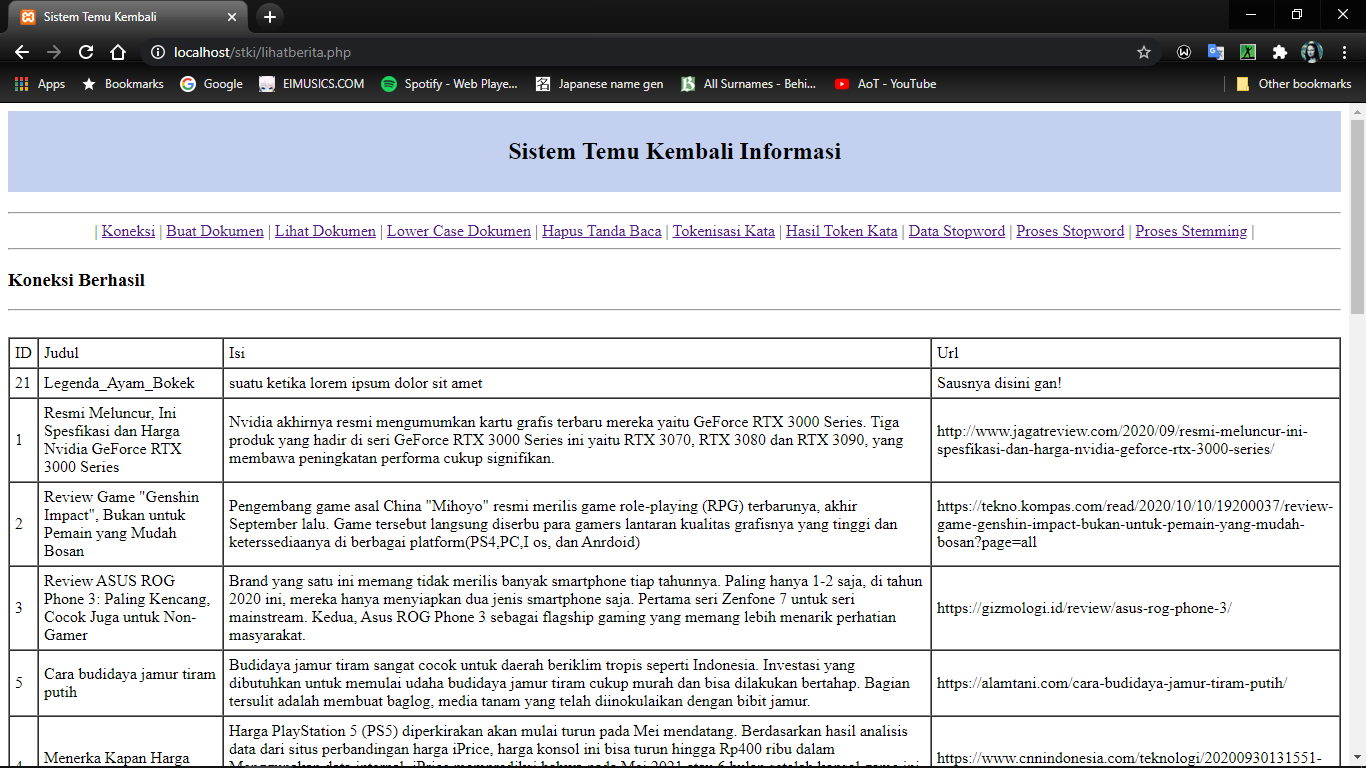 Sistem Temu Kembali
localhost/stki/lihatberita.php
Apps Bookmarks Google EIMUSICS.COM Spotify - Web Playe... Japanese name gen All Surnames - Behi... AoT - YouTube Other bookmarks
Sistem Temu Kembali Informasi
| Koneksi | Buat Dokumen | Lihat Dokumen | Lower Case Dokumen | Hapus Tanda Baca | Tokenisasi Kata | Hasil Token Kata | Data Stopword | Proses Stopword | Proses Stemming |
Koneksi Berhasil
ID Judul Isi Url
21 Legenda_Ayam_Bokek suatu ketika lorem ipsum dolor sit amet Sausnya disini gan!
1
Resmi Meluncur, Ini
Spesfikasi dan Harga
Nvidia GeForce RTX
3000 Series
Nvidia akhirnya resmi mengumumkan kartu grafis terbaru mereka yaitu GeForce RTX 3000 Series. Tiga
produk yang hadir di seri GeForce RTX 3000 Series ini yaitu RTX 3070, RTX 3080 dan RTX 3090, yang
membawa peningkatan performa cukup signifikan.
http://www.jagatreview.com/2020/09/resmi-meluncur-ini-
spesfikasi-dan-harga-nvidia-geforce-rtx-3000-series/
2
Review Game "Genshin
Impact", Bukan untuk
Pemain yang Mudah
Bosan
Pengembang game asal China "Mihoyo" resmi merilis game role-playing (RPG) terbarunya, akhir
September lalu. Game tersebut langsung diserbu para gamers lantaran kualitas grafisnya yang tinggi dan
keterssediaanya di berbagai platform(PS4,PC,I os, dan Anrdoid)
https://tekno.kompas.com/read/2020/10/10/19200037/review-
game-genshin-impact-bukan-untuk-pemain-yang-mudah-
bosan?page=all
3
Review ASUS ROG
Phone 3: Paling Kencang,
Cocok Juga untuk Non-
Gamer
Brand yang satu ini memang tidak merilis banyak smartphone tiap tahunnya. Paling hanya 1-2 saja, di tahun
2020 ini, mereka hanya menyiapkan dua jenis smartphone saja. Pertama seri Zenfone 7 untuk seri
mainstream. Kedua, Asus ROG Phone 3 sebagai flagship gaming yang memang lebih menarik perhatian
masyarakat.
https://gizmologi.id/review/asus-rog-phone-3/
5
Cara budidaya jamur tiram
putih
Budidaya jamur tiram sangat cocok untuk daerah beriklim tropis seperti Indonesia. Investasi yang
dibutuhkan untuk memulai udaha budidaya jamur tiram cukup murah dan bisa dilakukan bertahap. Bagian
tersulit adalah membuat baglog, media tanam yang telah diinokulaikan dengan bibit jamur.
https://alamtani.com/cara-budidaya-jamur-tiram-putih/
Menerka Kapan Harga
Harga PlayStation 5 (PS5) diperkirakan akan mulai turun pada Mei mendatang. Berdasarkan hasil analisis
data dari situs perbandingan harga iPrice, harga konsol ini bisa turun hingga Rp400 ribu dalam
https://www.cnnindonesia.com/teknologi/20200930131551-